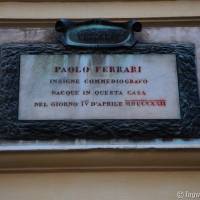 PAOLO FERRARI
INSIGNE COMMEDIOGRAFO
NACQUE IN QUESTA CASA
NEL GIORNO IV D'APRILE MDCCCXXII